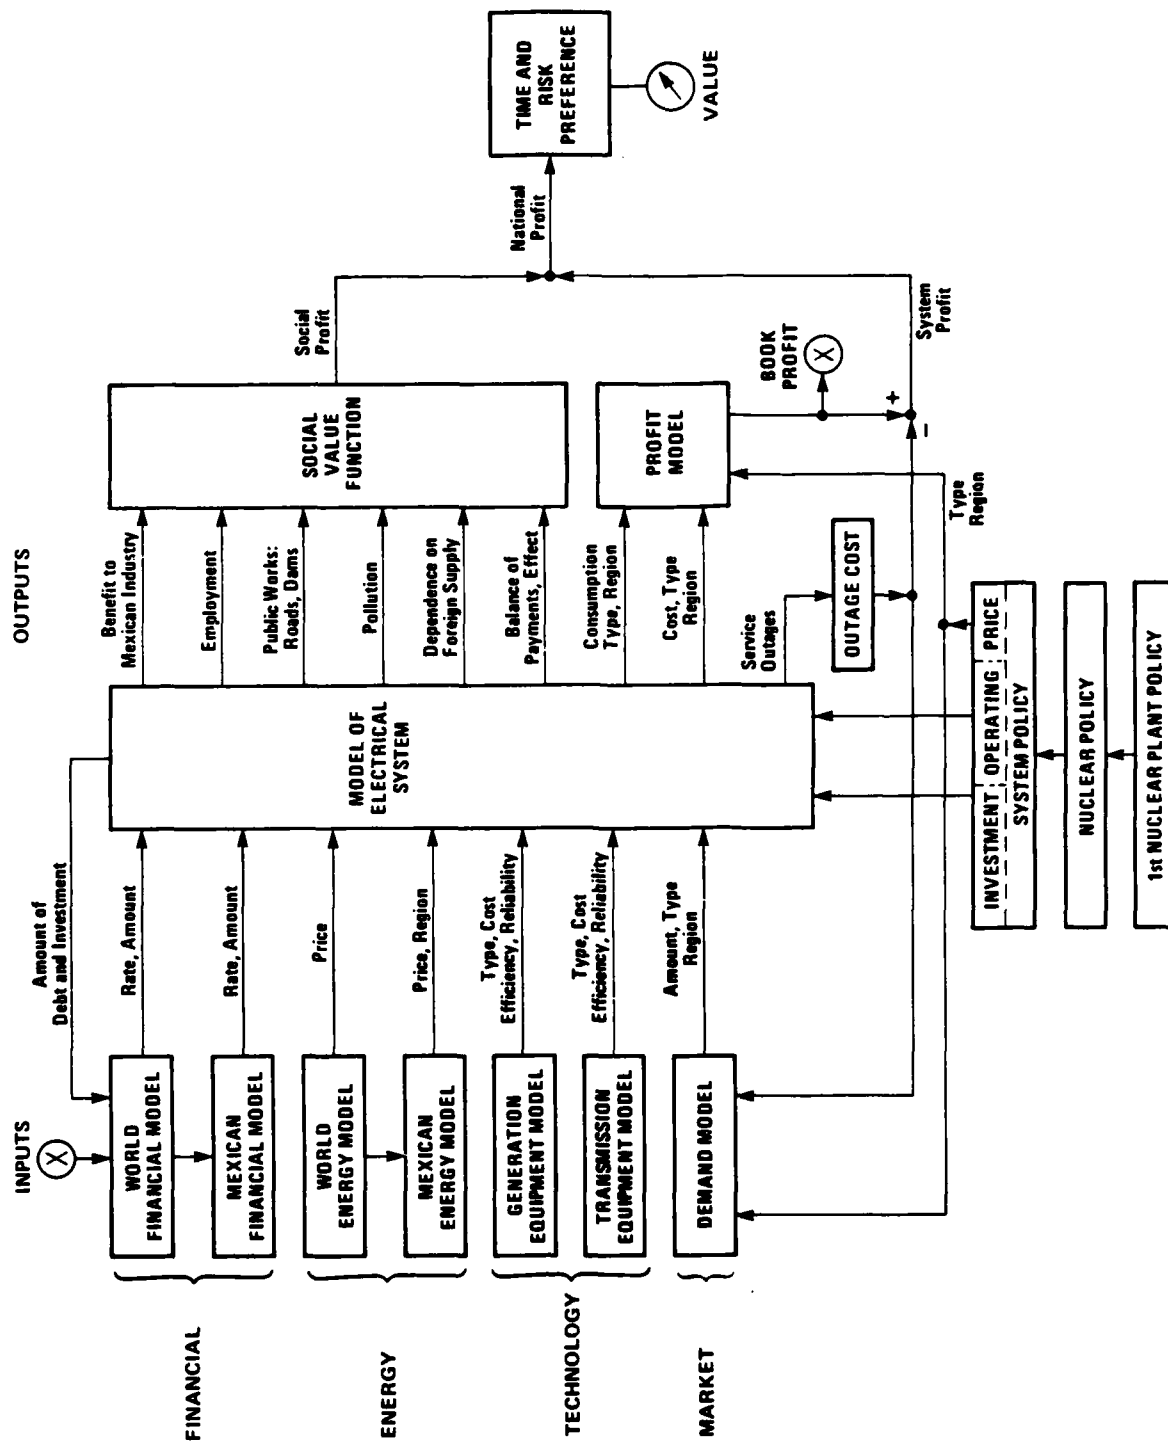 INPUTS
OUTPUTS
FINANCIAL
ENERGY
TECHNOLOGY
MARKET
X
WORLD
FINANCIAL MODEL
MEXICAN
FINANCIAL MODEL
WORLD
ENERGY MODEL
MEXICAN
ENERGY MODEL
GENERATION
EQUIPMENT MODEL
TRANSMISSION
EQUIPMENT MODEL
DEMAND MODEL
Amount of
Debt and Investment
Rate, Amount
Rate, Amount
Price
Price, Region
Type, Cost
Efficiency, Reliability
Type, Cost
Efficiency, Reliability
Amount, Type
Region
MODEL OF
ELECTRICAL
SYSTEM
Benefit to
Mexican Industry
Employment
Public Works:
Roads, Dams
Pollution
Dependence on
Foreign Supply
Balance of
Payments, Effect
Consumption
Type, Region
Cost, Type
Region
Service
Outages
OUTAGE COST
SOCIAL
VALUE
FUNCTION
PROFIT
MODEL
Social
Profit
BOOK
PROFIT
X
+
−
System
Profit
National
Profit
TIME AND
RISK
PREFERENCE
VALUE
Type
Region
INVESTMENT OPERATING PRICE
SYSTEM POLICY
NUCLEAR POLICY
1st NUCLEAR PLANT POLICY